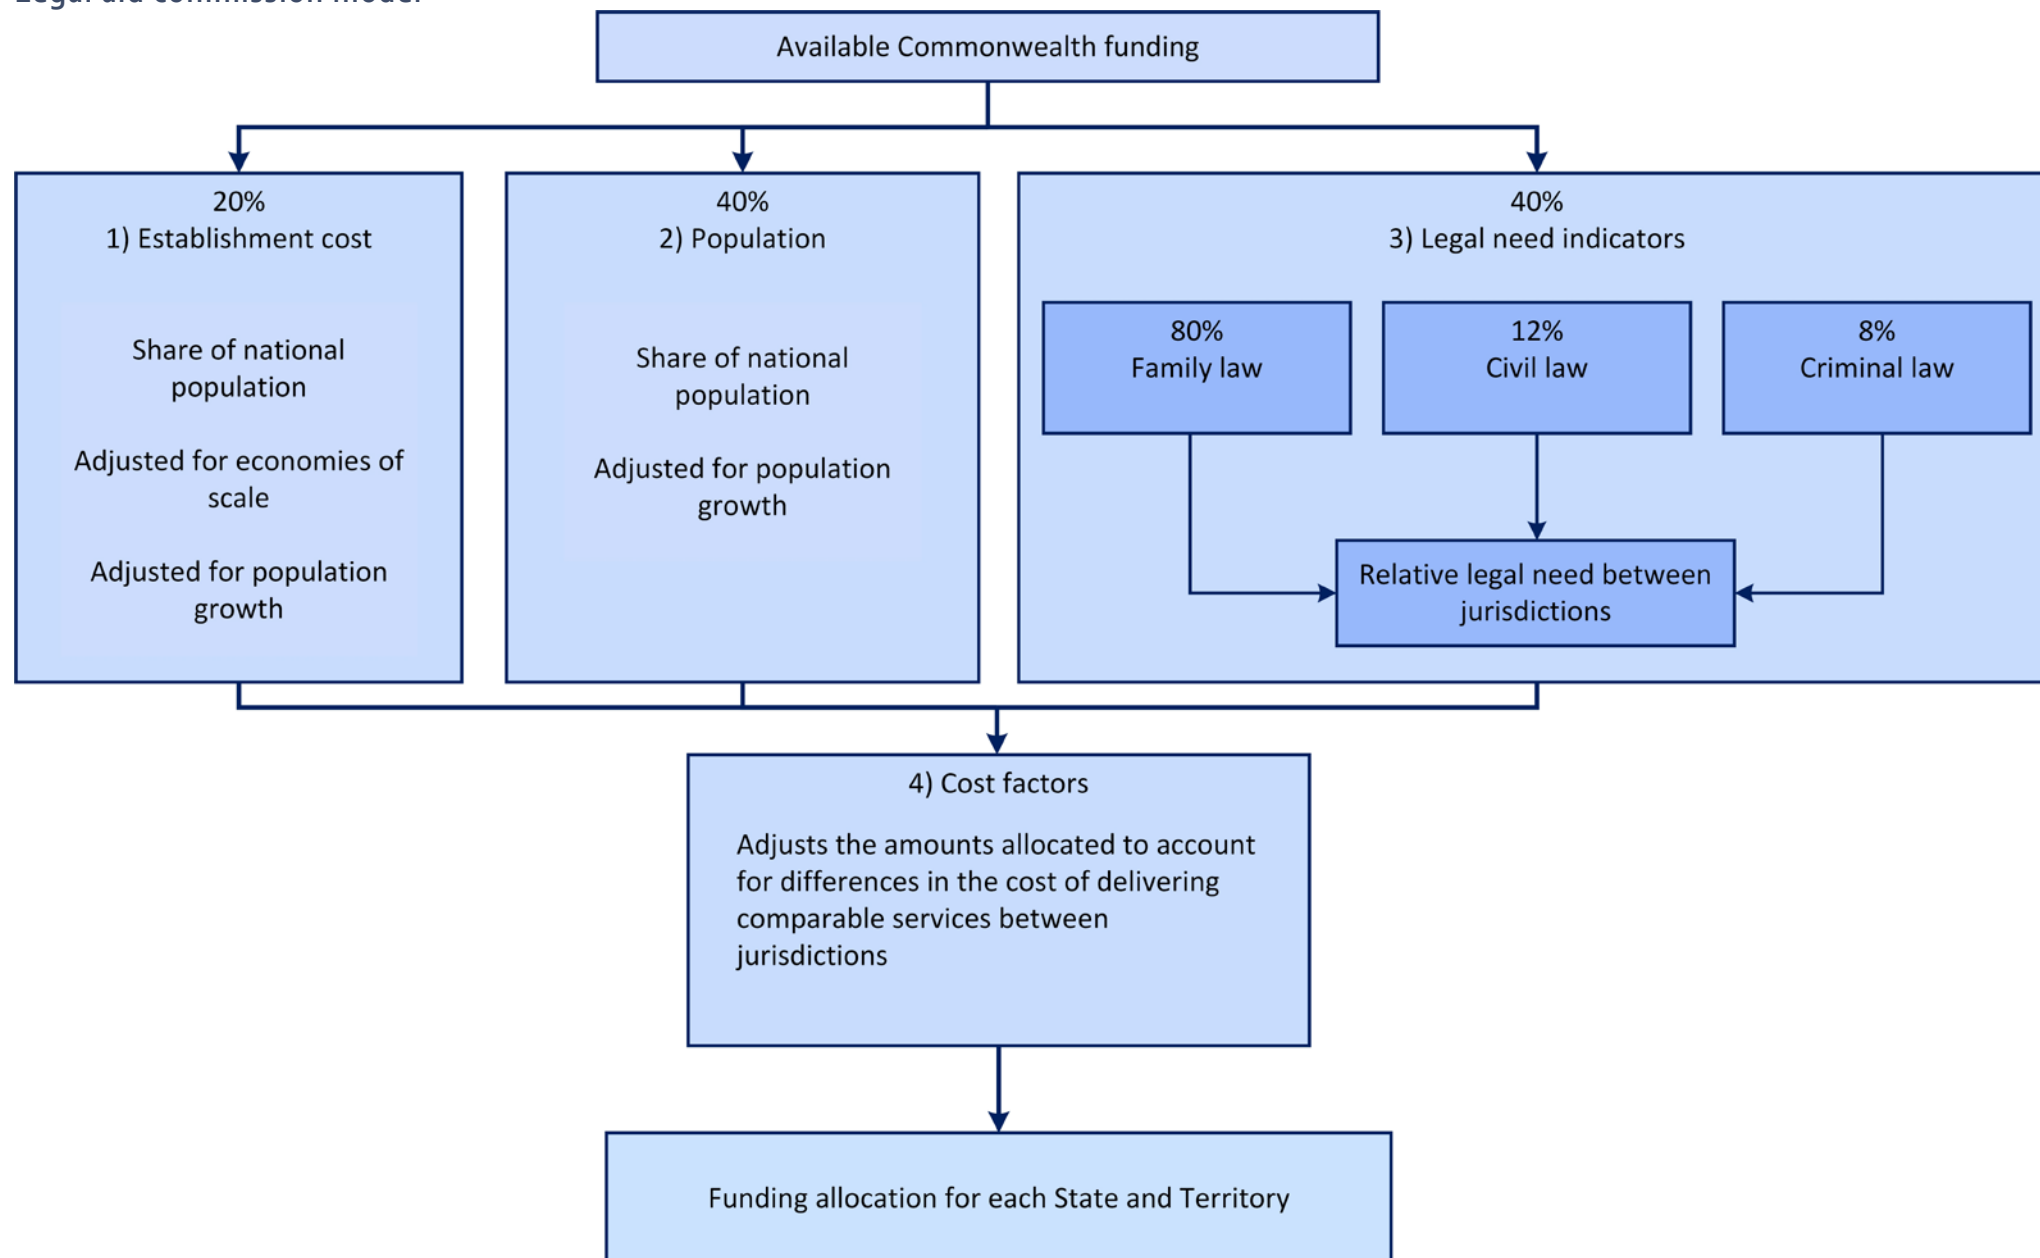 Legal aid commission model
Available Commonwealth funding
20%
1) Establishment cost
Share of national
population
Adjusted for economies of
scale
Adjusted for population
growth
40%
2) Population
Share of national
population
Adjusted for population
growth
40%
3) Legal need indicators
80%
Family law
12%
Civil law
8%
Criminal law
Relative legal need between
jurisdictions
4) Cost factors
Adjusts the amounts allocated to account
for differences in the cost of delivering
comparable services between
jurisdictions
Funding allocation for each State and Territory